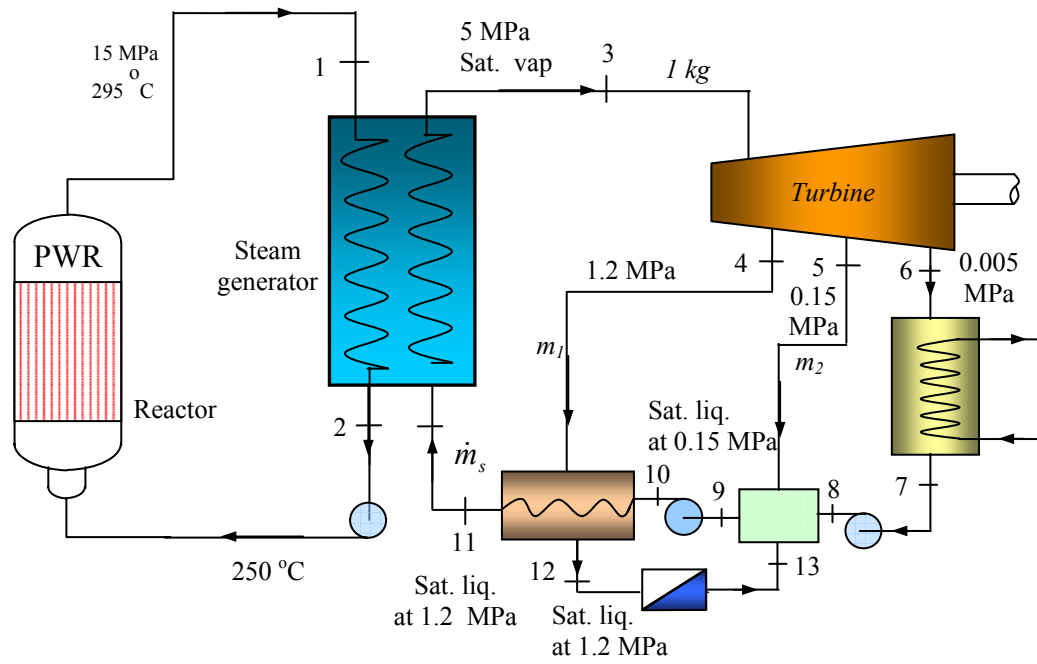 15 MPa
o
295 C
1
5 MPa
Sat. vap
3
1 kg
Turbine
PWR
Steam
generator
Reactor
2
ṁs
250 °C
11
Sat. liq.
at 1.2 MPa
12
Sat. liq.
at 1.2 MPa
m1
1.2 MPa
4
5
0.15
MPa
m2
6
0.005
MPa
Sat. liq.
at 0.15 MPa
10
9
8
7
13